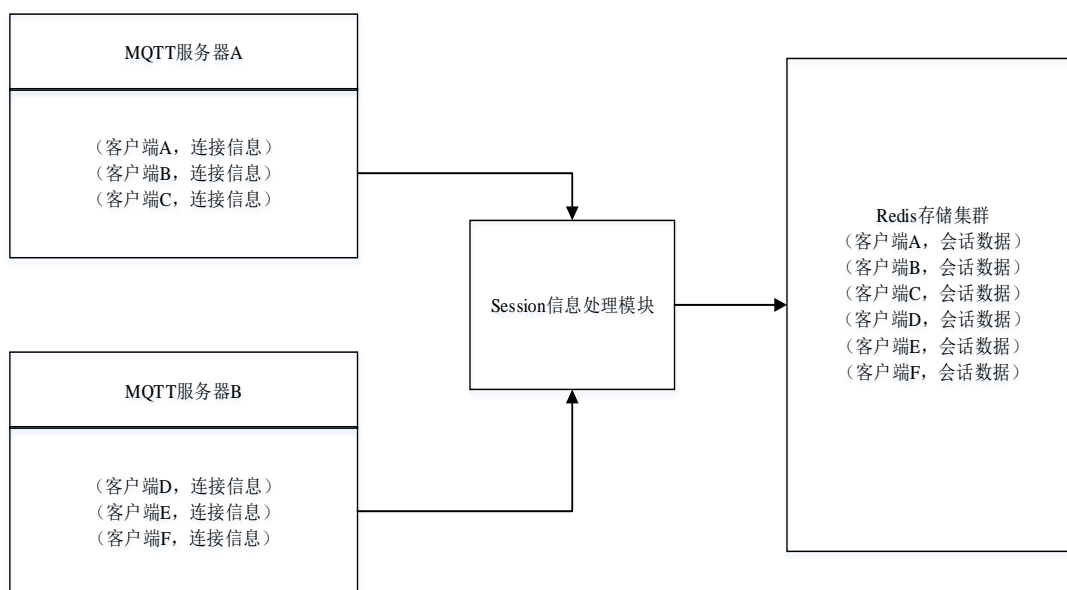 MQTT服务器A
（客户端A，连接信息）
（客户端B，连接信息）
（客户端C，连接信息）
MQTT服务器B
（客户端D，连接信息）
（客户端E，连接信息）
（客户端F，连接信息）
Session信息处理模块
Redis存储集群
（客户端A，会话数据）
（客户端B，会话数据）
（客户端C，会话数据）
（客户端D，会话数据）
（客户端E，会话数据）
（客户端F，会话数据）